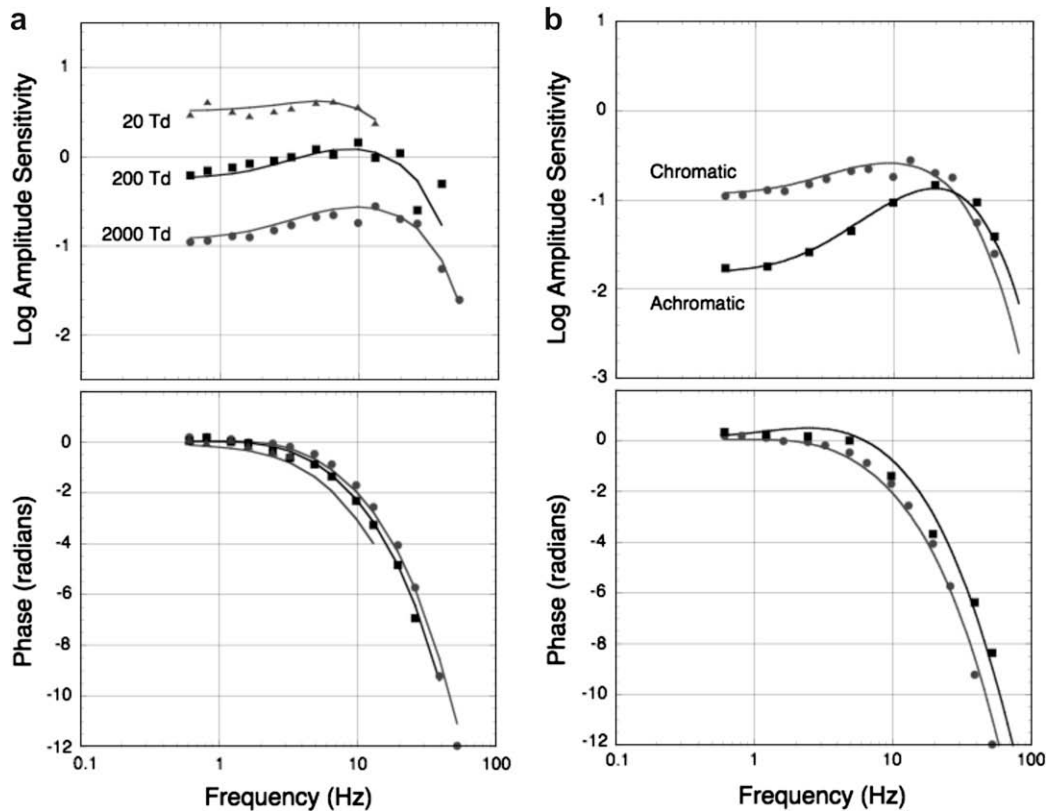 a
Log Amplitude Sensitivity
1
0
-1
-2
20 Td
200 Td
2000 Td
Phase (radians)
0
-2
-4
-6
-8
-10
-12
0.1
1
10
100
Frequency (Hz)
b
Log Amplitude Sensitivity
1
0
-1
-2
-3
Chromatic
Achromatic
Phase (radians)
0
-2
-4
-6
-8
-10
-12
0.1
1
10
100
Frequency (Hz)